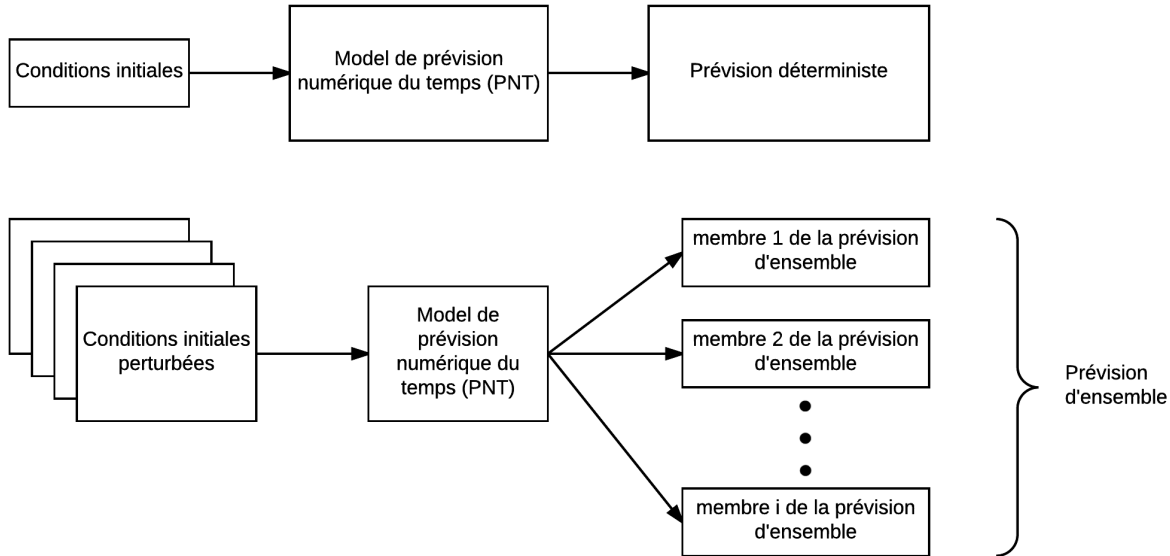 Conditions initiales
Model de prévision
numérique du temps (PNT)
Prévision déterministe
Conditions initiales
perturbées
Model de
prévision
numérique du
temps (PNT)
membre 1 de la prévision
d'ensemble
membre 2 de la prévision
d'ensemble
membre i de la prévision
d'ensemble
Prévision
d'ensemble